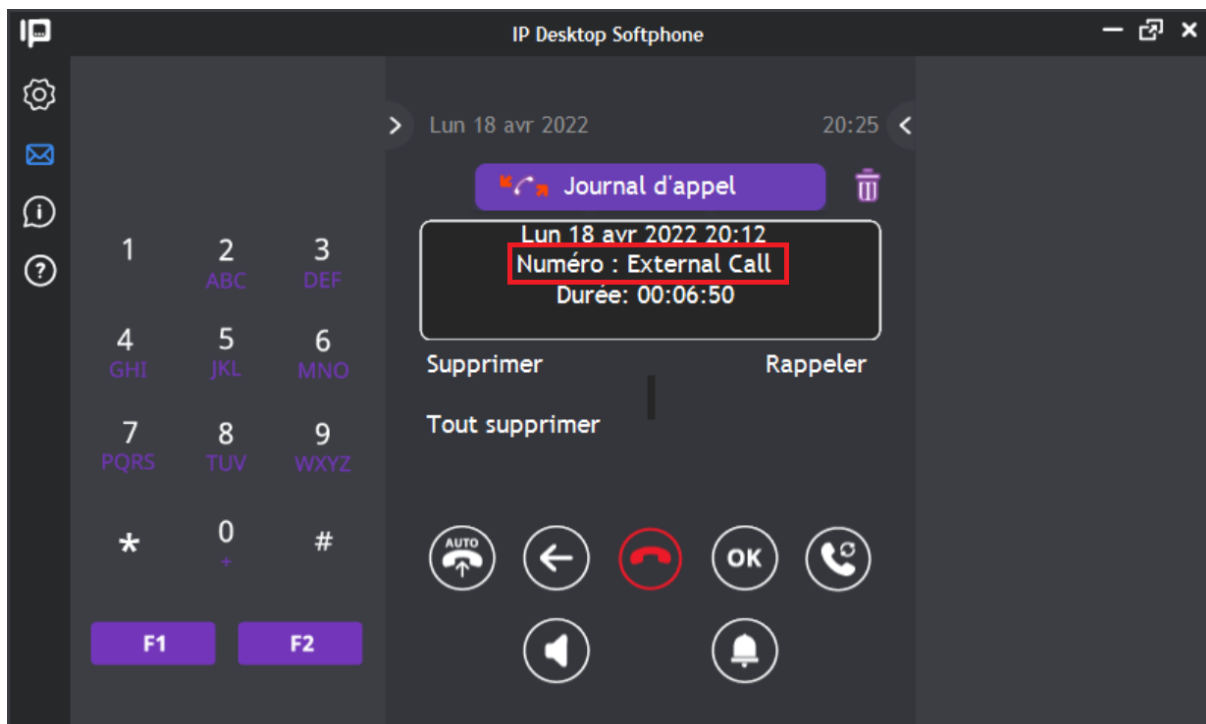 IP Desktop Softphone
Lun 18 avr 2022 20:25
Journal d'appel
Lun 18 avr 2022 20:12
Numéro : External Call
Durée: 00:06:50
Supprimer Rappeler
Tout supprimer
1 2 3
ABC DEF
4 5 6
GHI JKL MNO
7 8 9
PQRS TUV WXYZ
* 0 #
+
F1 F2
AUTO OK